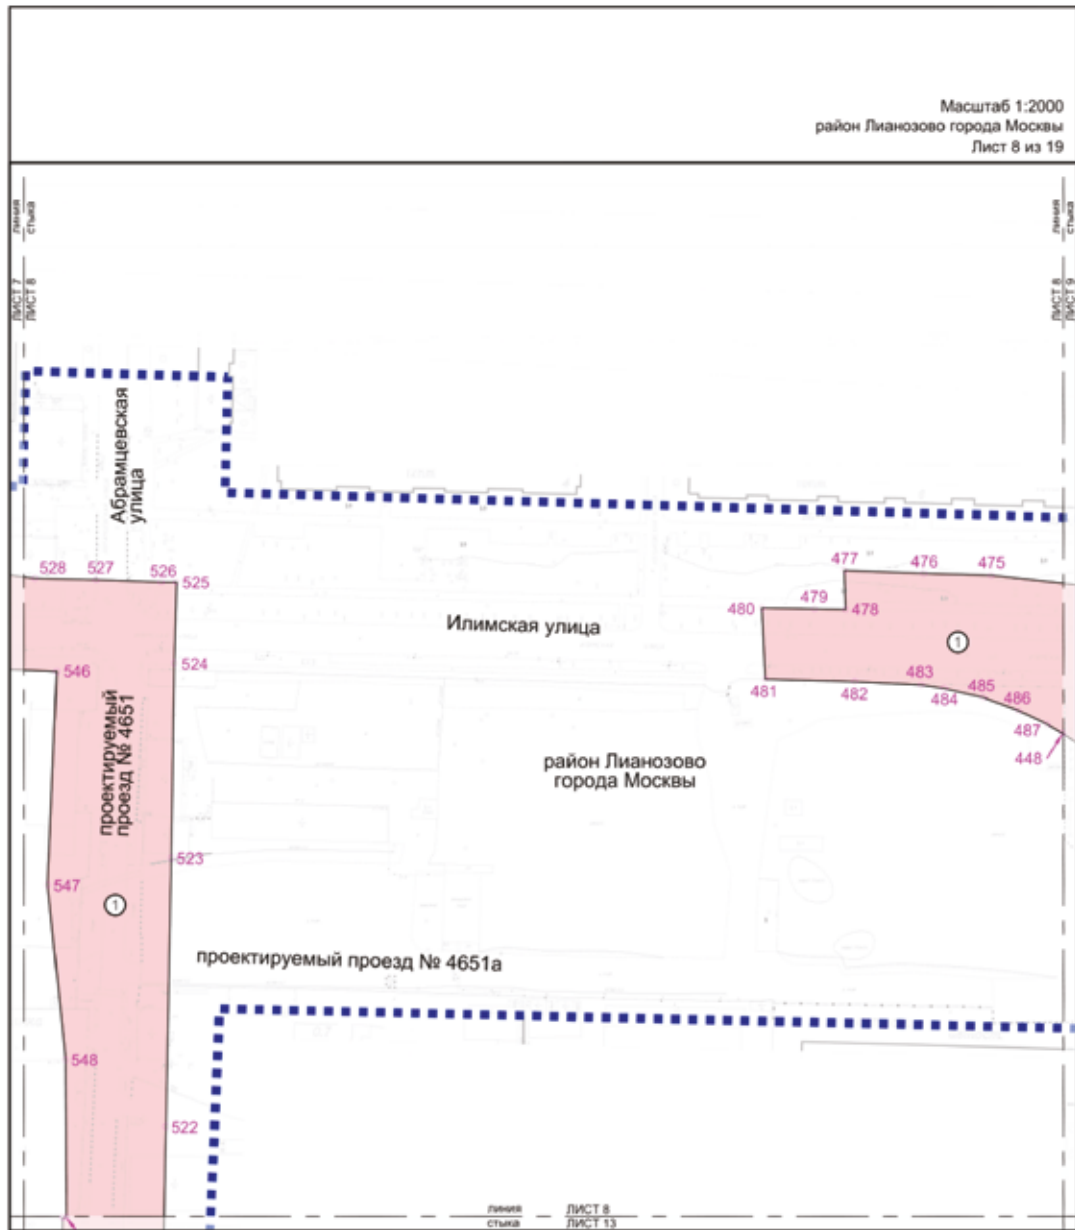 Масштаб 1:2000
район Лианозово города Москвы
Лист 8 из 19
линия
стыка
линия
стыка
ЛИСТ 7
ЛИСТ 8
ЛИСТ 8
ЛИСТ 9
Абрамцевская
улица
528
527
526
525
477
476
475
480
479
478
Илимская улица
1
524
546
483
481
482
484
485
486
487
448
проектируемый
проезд № 4651
район Лианозово
города Москвы
523
547
1
проектируемый проезд № 4651а
548
522
линия
стыка
ЛИСТ 8
ЛИСТ 13